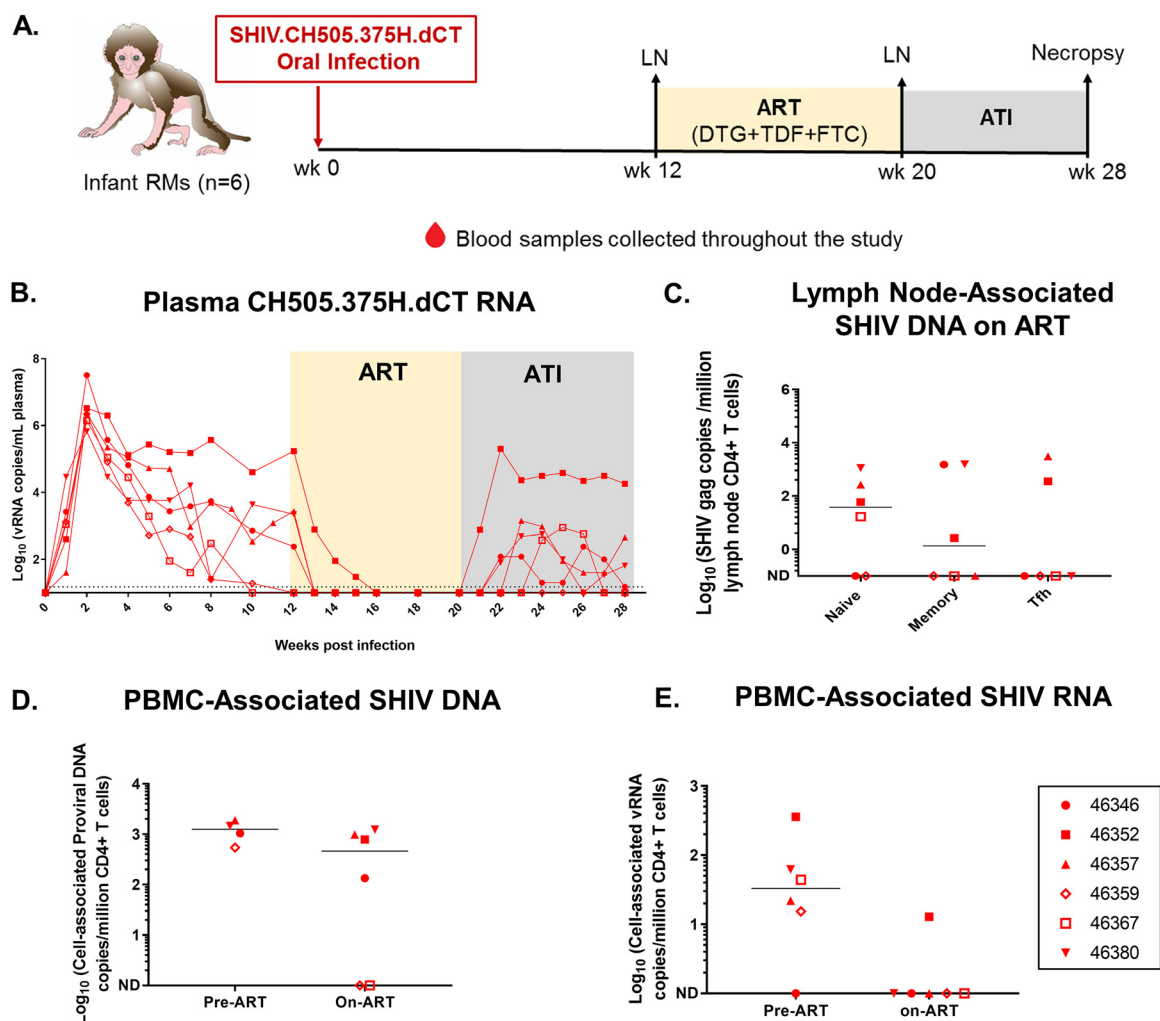 A.
SHIV.CH505.375H.dCT
Oral Infection
LN
LN
Necropsy
ART
(DTG+TDF+FTC)
ATI
Infant RMs (n=6)
wk 0
wk 12
wk 20
wk 28
Blood samples collected throughout the study
B.
Plasma CH505.375H.dCT RNA
Log10 (vRNA copies/mL plasma)
8
6
4
2
ART
ATI
0 2 4 6 8 10 12 14 16 18 20 22 24 26 28
Weeks post infection
C.
Lymph Node-Associated
SHIV DNA on ART
Log10 (SHIV gag copies /million
lymph node CD4+ T cells)
6
4
2
0
ND
Naive
Memory
Tfh
D.
PBMC-Associated SHIV DNA
Log10 (Cell-associated Proviral DNA
copies/million CD4+ T cells)
4
3
2
1
ND
Pre-ART
On-ART
E.
PBMC-Associated SHIV RNA
Log10 (Cell-associated vRNA
copies/million CD4+ T cells)
3
2
1
ND
Pre-ART
on-ART
46346
46352
46357
46359
46367
46380